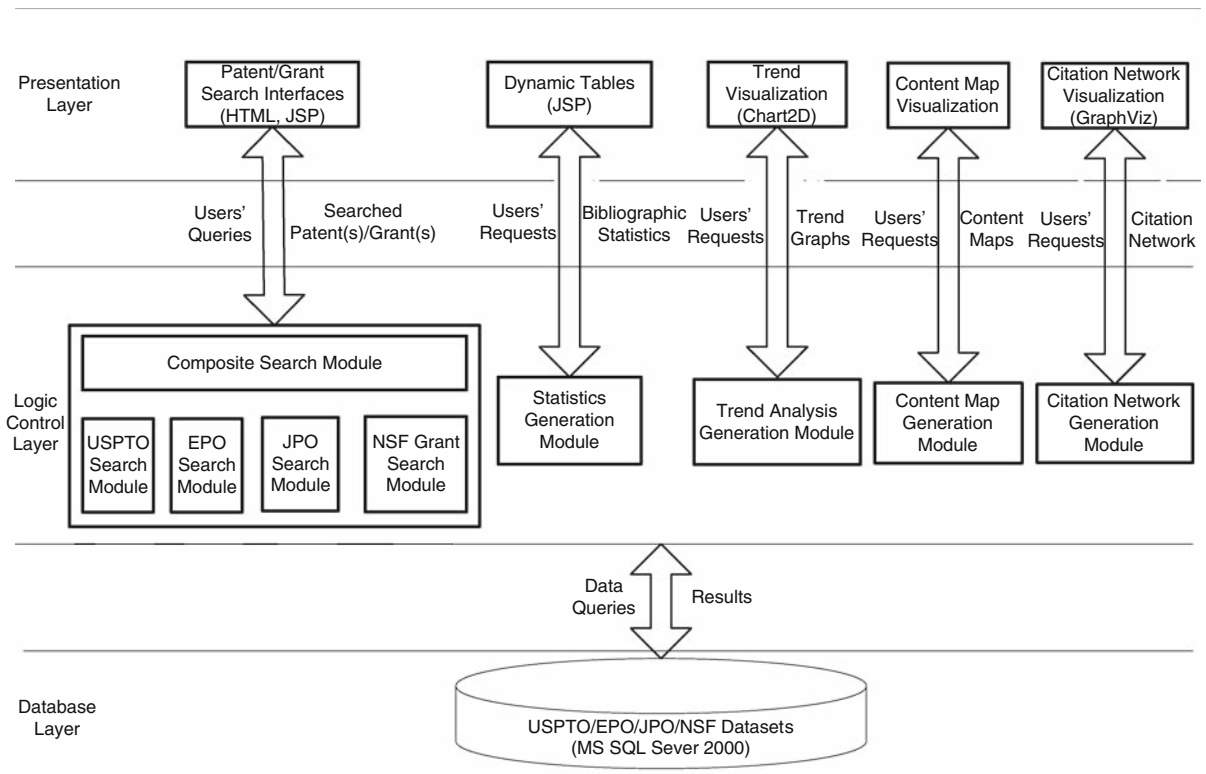 Presentation
Layer
Patent/Grant
Search Interfaces
(HTML, JSP)
Dynamic Tables
(JSP)
Trend
Visualization
(Chart2D)
Content Map
Visualization
Citation Network
Visualization
(GraphViz)
Users'
Queries
Searched
Patent(s)/Grant(s)
Users'
Requests
Bibliographic
Statistics
Users'
Requests
Trend
Graphs
Users'
Requests
Content
Maps
Users'
Requests
Citation
Network
Logic
Control
Layer
Composite Search Module
USPTO
Search
Module
EPO
Search
Module
JPO
Search
Module
NSF Grant
Search
Module
Statistics
Generation
Module
Trend Analysis
Generation Module
Content Map
Generation
Module
Citation Network
Generation
Module
Data
Queries
Results
Database
Layer
USPTO/EPO/JPO/NSF Datasets
(MS SQL Sever 2000)